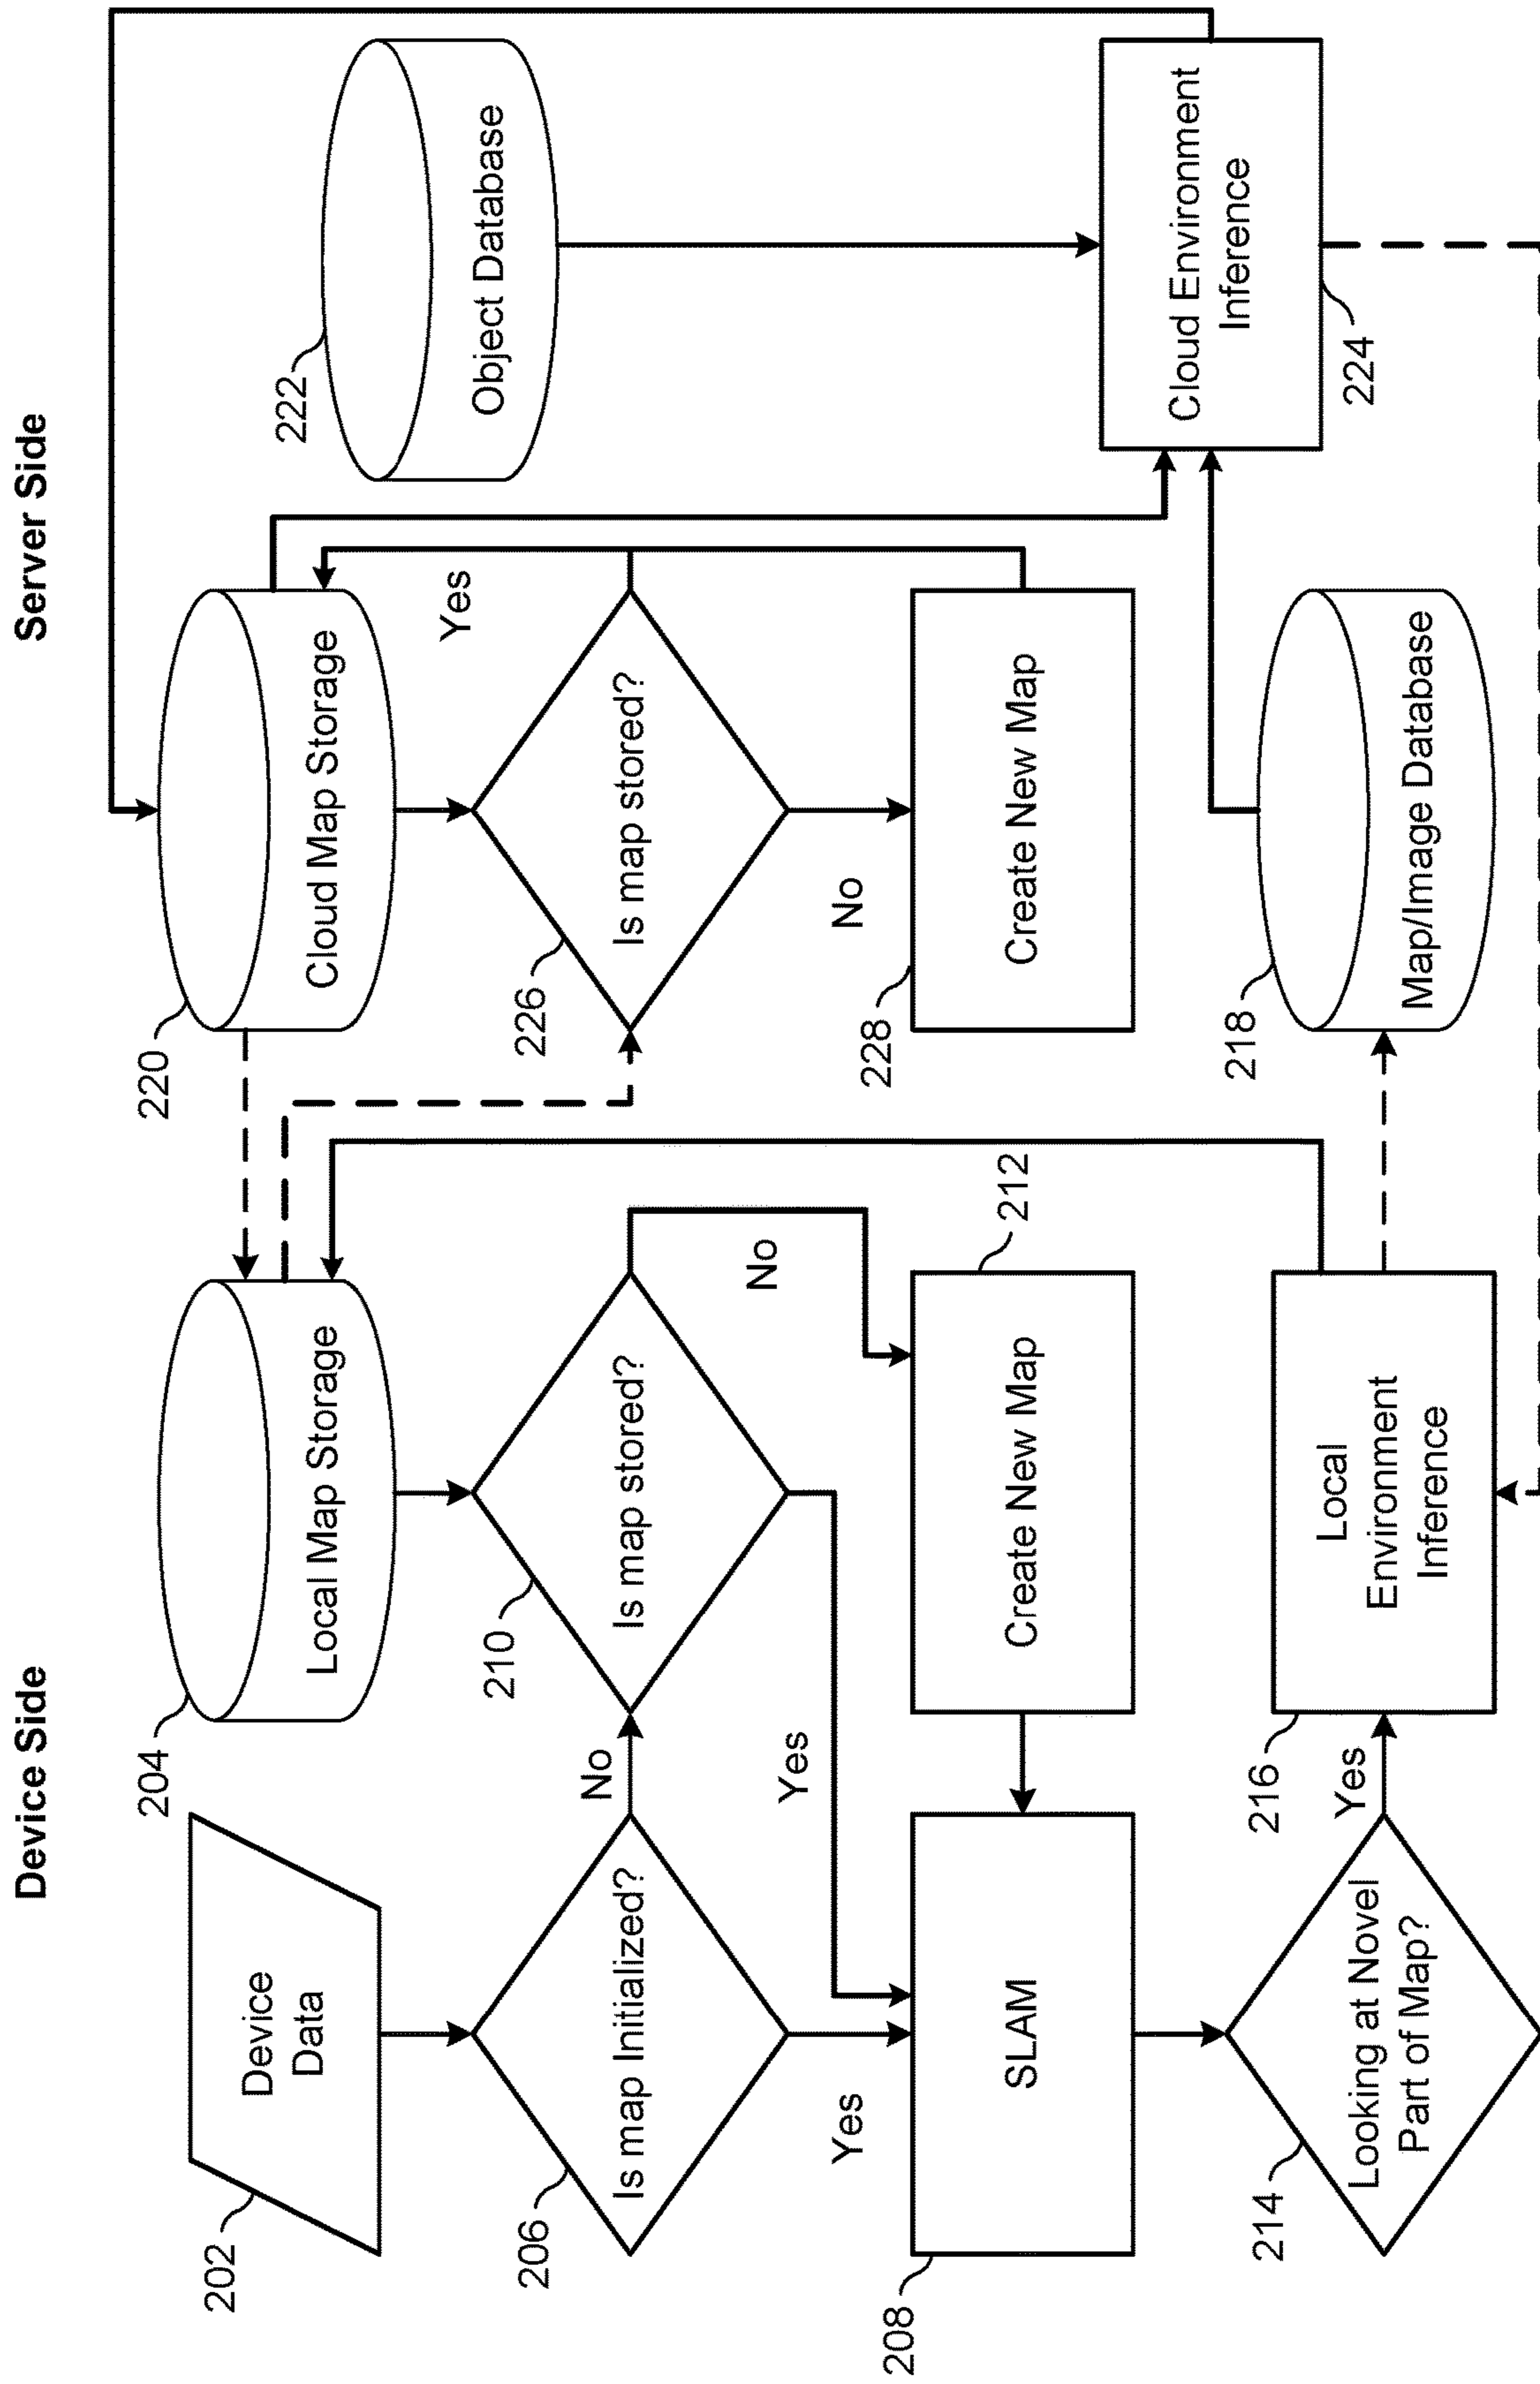 Device Side
Server Side
202
Device
Data
204
Local Map Storage
220
Cloud Map Storage
222
Object Database
206
Is map Initialized?
No
Yes
210
Is map stored?
No
Yes
226
Is map stored?
Yes
No
208
SLAM
212
Create New Map
228
Create New Map
224
Cloud Environment
Inference
214
Looking at Novel
Part of Map?
Yes
216
Local
Environment
Inference
218
Map/Image Database